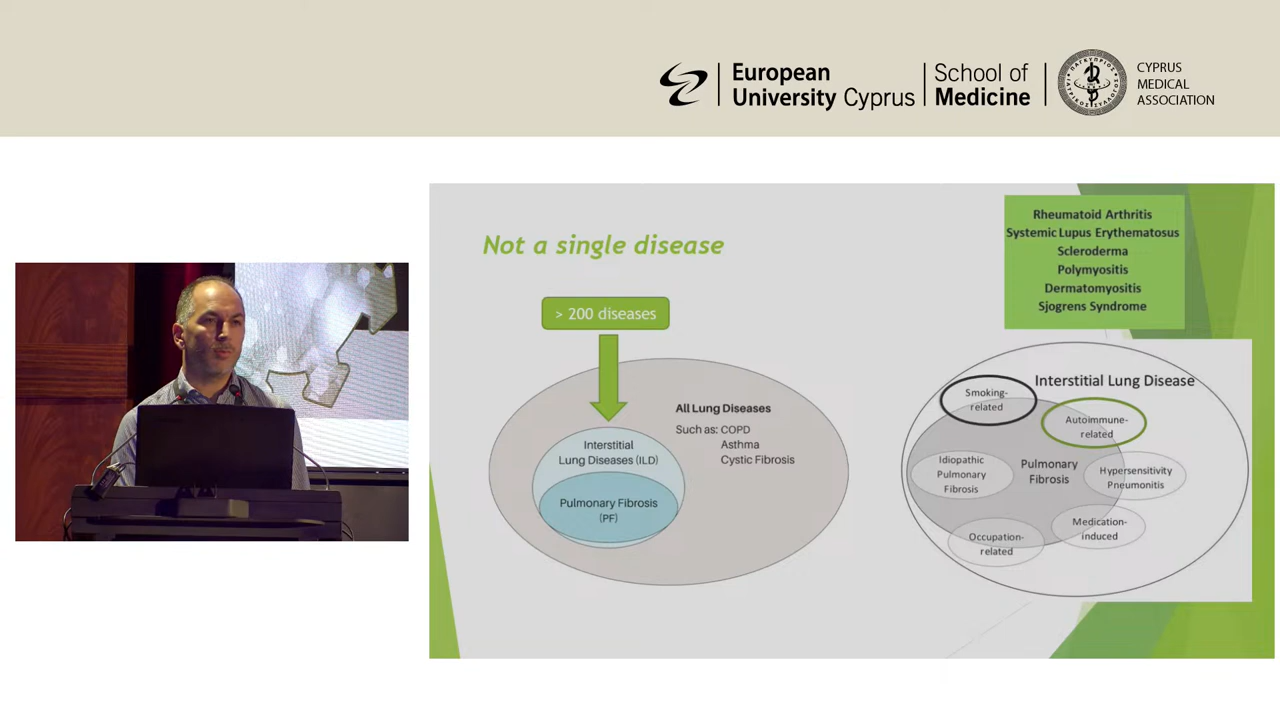 European
University Cyprus
School of
Medicine
ΠΑΓΚΥΠΡΙΟΣ
ΙΑΤΡΙΚΟΣ ΣΥΛΛΟΓΟΣ
CYPRUS
MEDICAL
ASSOCIATION
Not a single disease
> 200 diseases
All Lung Diseases
Such as: COPD
Asthma
Cystic Fibrosis
Interstitial
Lung Diseases (ILD)
Pulmonary Fibrosis
(PF)
Rheumatoid Arthritis
Systemic Lupus Erythematosus
Scleroderma
Polymyositis
Dermatomyositis
Sjogrens Syndrome
Interstitial Lung Disease
Smoking-
related
Autoimmune-
related
Idiopathic
Pulmonary
Fibrosis
Pulmonary
Fibrosis
Hypersensitivity
Pneumonitis
Medication-
induced
Occupation-
related